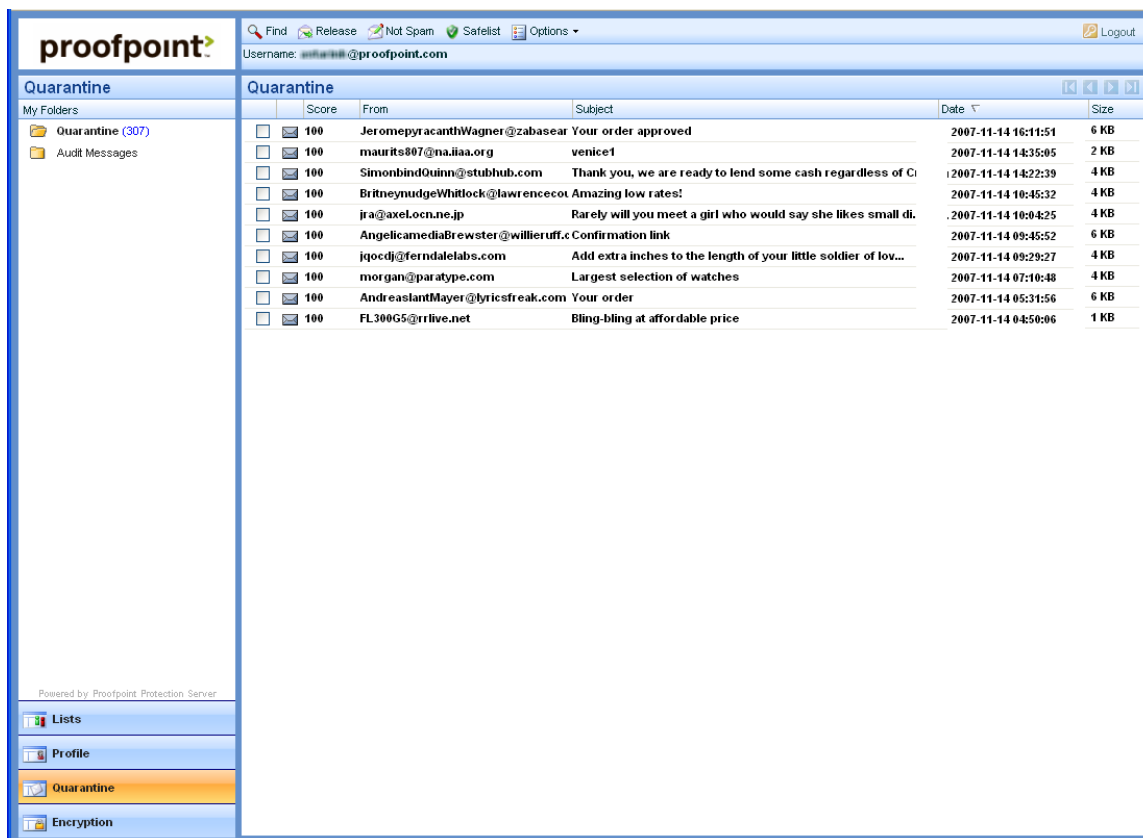 proofpoint
Find Release Not Spam Safelist Options Logout
Username: @proofpoint.com
Quarantine
My Folders
Quarantine (307)
Audit Messages
Quarantine
Score From Subject Date Size
100 JeromepyracanthWagner@zabasear Your order approved 2007-11-14 16:11:51 6 KB
100 maurits807@na.iiaa.org venice1 2007-11-14 14:35:05 2 KB
100 SimonbindQuinn@stubhub.com Thank you, we are ready to lend some cash regardless of 2007-11-14 14:22:39 4 KB
100 BritneynudgeWhitlock@lawrencecou Amazing low rates! 2007-11-14 10:45:32 4 KB
100 jra@axel.ocn.ne.jp Rarely will you meet a girl who would say she likes small di. . 2007-11-14 10:04:25 4 KB
100 AngelicamediaBrewster@willieruff.c Confirmation link 2007-11-14 09:45:52 6 KB
100 jqocdj@ferndalelabs.com Add extra inches to the length of your little soldier of lov... 2007-11-14 09:29:27 4 KB
100 morgan@paratype.com Largest selection of watches 2007-11-14 07:10:48 4 KB
100 AndreaslantMayer@lyricsfreak.com Your order 2007-11-14 05:31:56 6 KB
100 FL300G5@rrlive.net Bling-bling at affordable price 2007-11-14 04:50:06 1 KB
Powered by Proofpoint Protection Server
Lists
Profile
Quarantine
Encryption